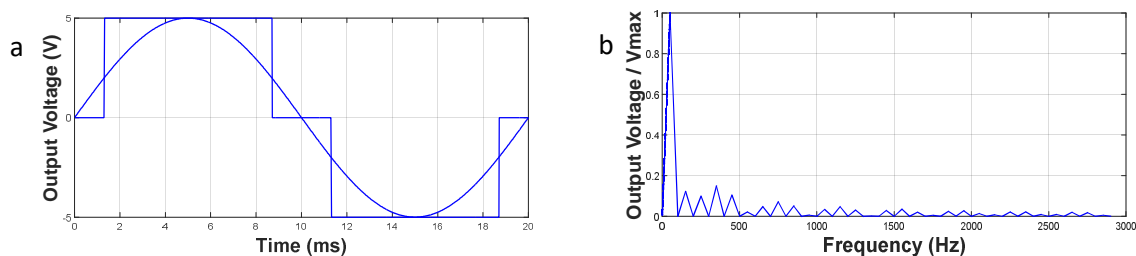 a
Output Voltage (V)
5
0
-5
0 2 4 6 8 10 12 14 16 18 20
Time (ms)
b
Output Voltage / Vmax
1
0.8
0.6
0.4
0.2
0
0 500 1000 1500 2000 2500 3000
Frequency (Hz)